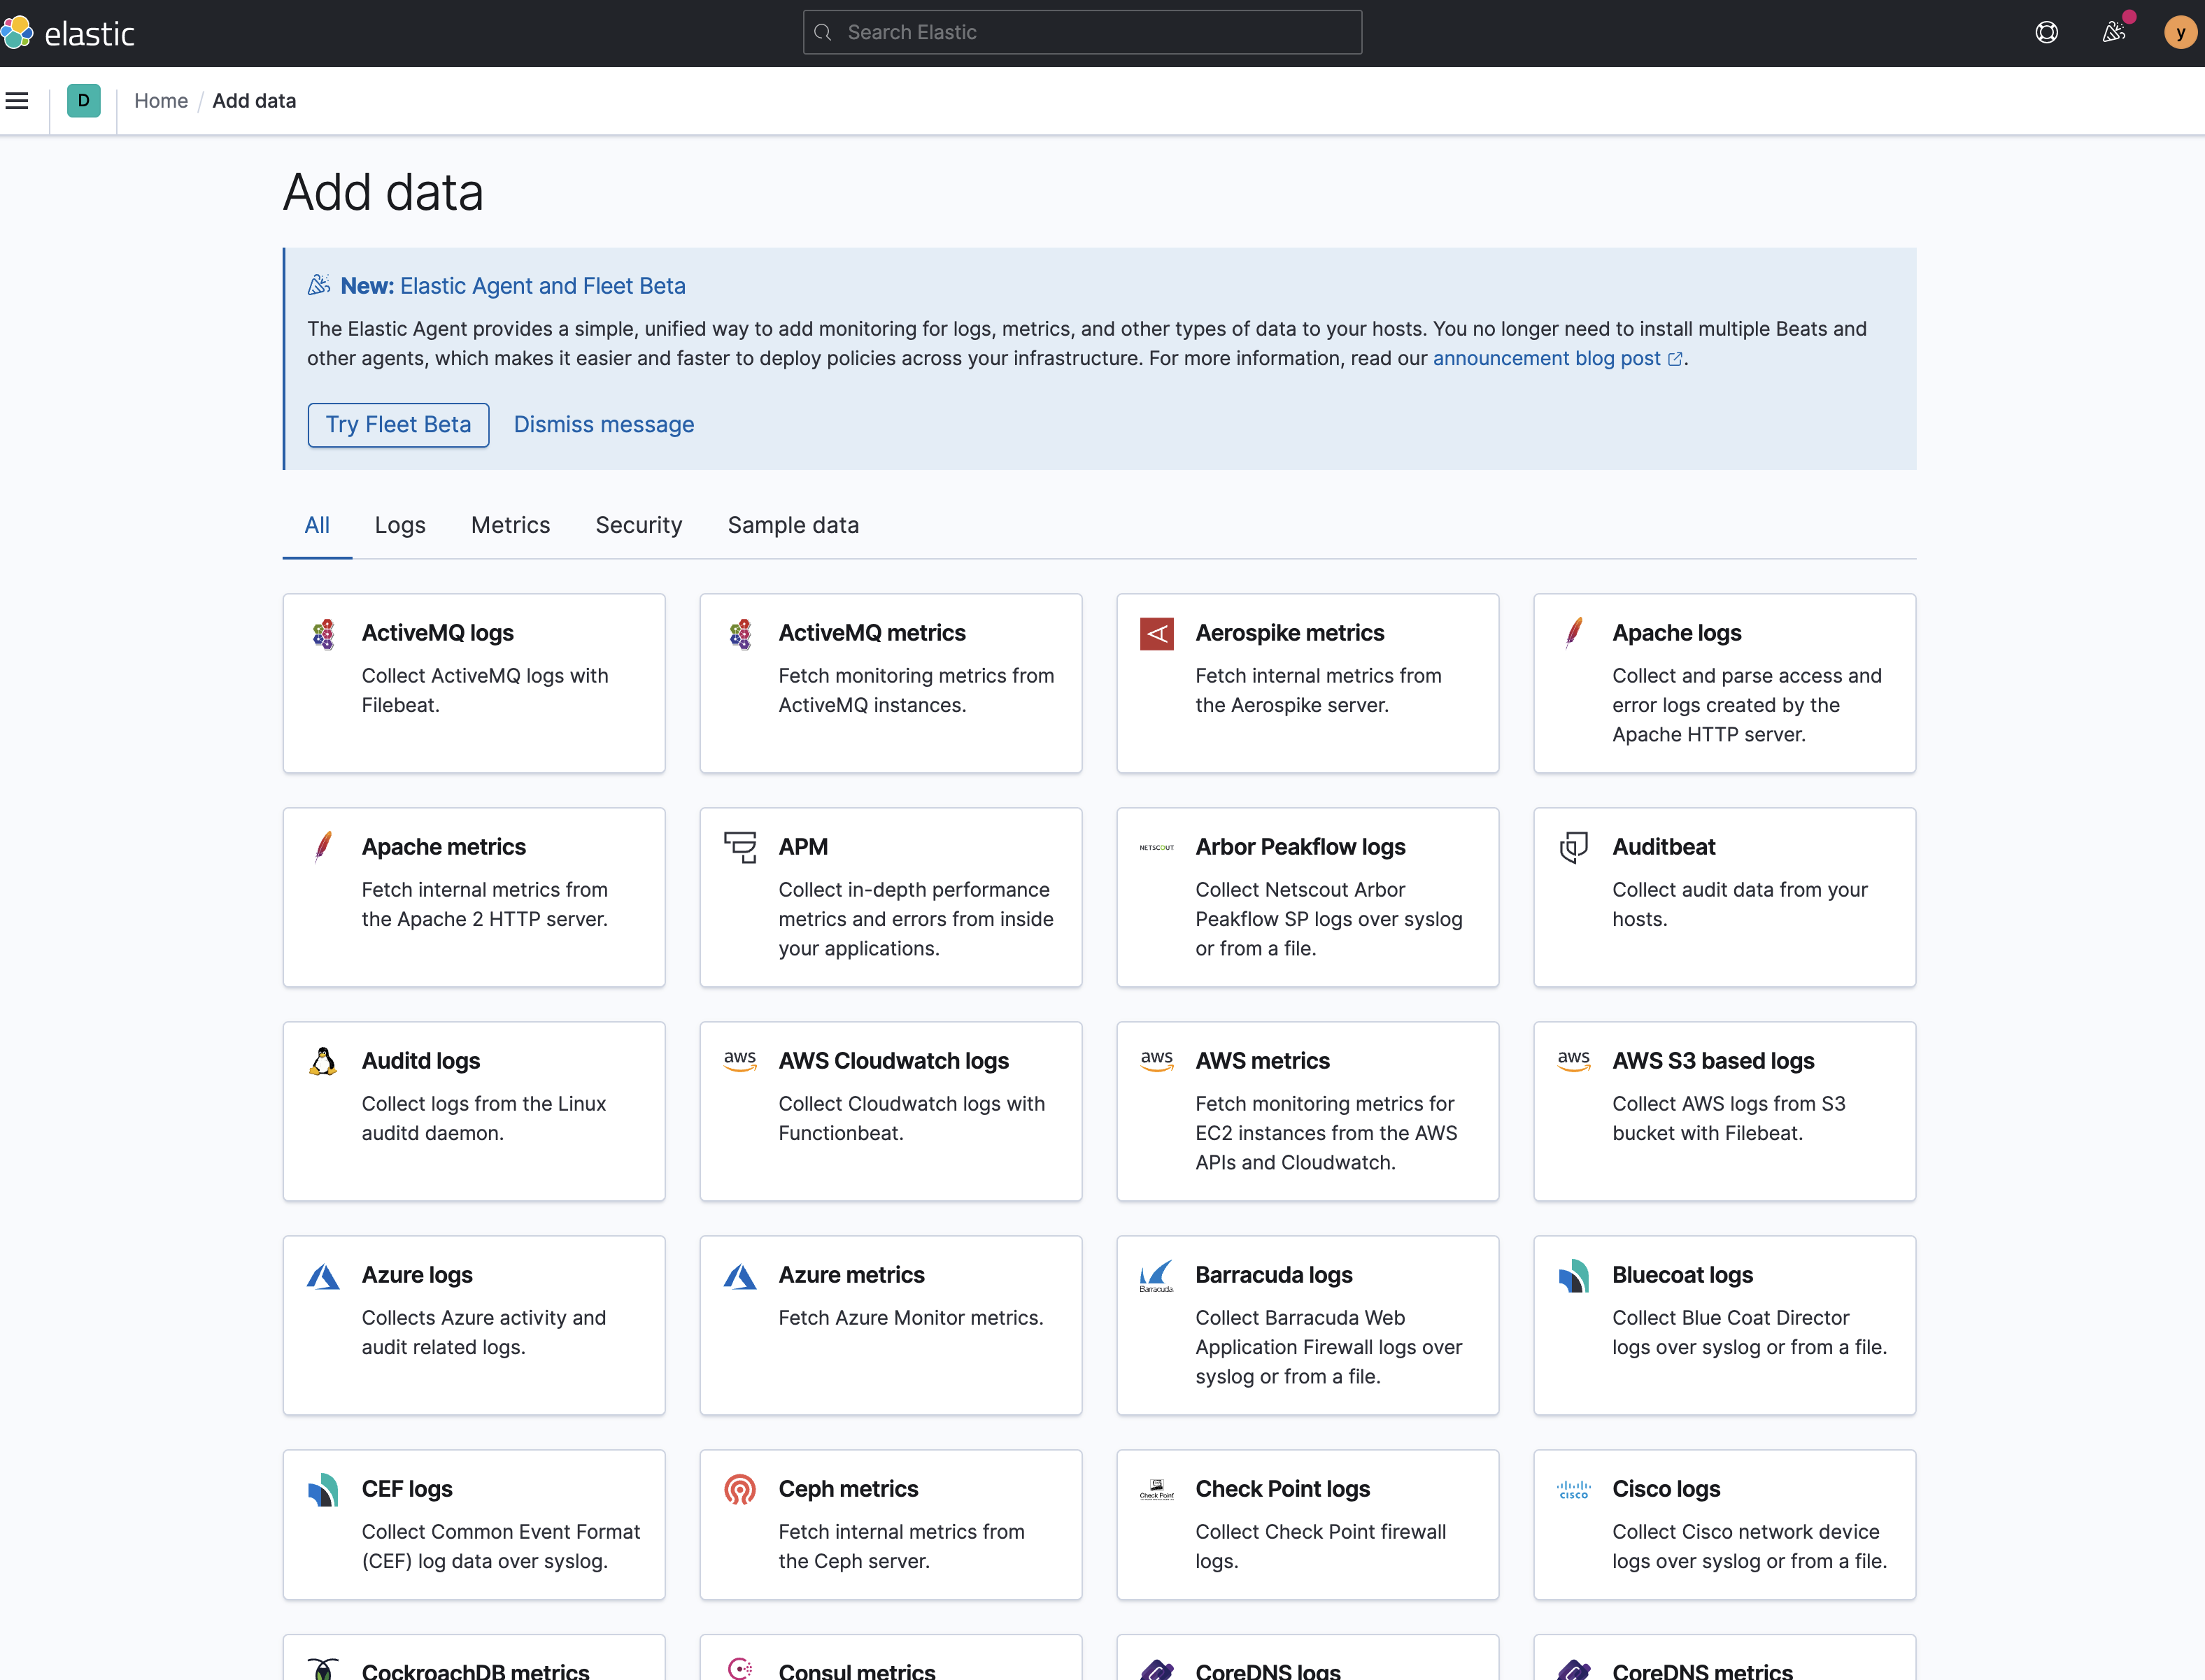 elastic
Search Elastic
y
D
Home / Add data
Add data
New: Elastic Agent and Fleet Beta
The Elastic Agent provides a simple, unified way to add monitoring for logs, metrics, and other types of data to your hosts. You no longer need to install multiple Beats and
other agents, which makes it easier and faster to deploy policies across your infrastructure. For more information, read our announcement blog post.
Try Fleet Beta
Dismiss message
All
Logs
Metrics
Security
Sample data
ActiveMQ logs
Collect ActiveMQ logs with
Filebeat.
ActiveMQ metrics
Fetch monitoring metrics from
ActiveMQ instances.
Aerospike metrics
Fetch internal metrics from
the Aerospike server.
Apache logs
Collect and parse access and
error logs created by the
Apache HTTP server.
Apache metrics
Fetch internal metrics from
the Apache 2 HTTP server.
APM
Collect in-depth performance
metrics and errors from inside
your applications.
NETSCOUT
Arbor Peakflow logs
Collect Netscout Arbor
Peakflow SP logs over syslog
or from a file.
Auditbeat
Collect audit data from your
hosts.
Auditd logs
Collect logs from the Linux
auditd daemon.
aws
AWS Cloudwatch logs
Collect Cloudwatch logs with
Functionbeat.
aws
AWS metrics
Fetch monitoring metrics for
EC2 instances from the AWS
APIs and Cloudwatch.
aws
AWS S3 based logs
Collect AWS logs from S3
bucket with Filebeat.
Azure logs
Collects Azure activity and
audit related logs.
Azure metrics
Fetch Azure Monitor metrics.
Barracuda
Barracuda logs
Collect Barracuda Web
Application Firewall logs over
syslog or from a file.
Bluecoat logs
Collect Blue Coat Director
logs over syslog or from a file.
CEF logs
Collect Common Event Format
(CEF) log data over syslog.
Ceph metrics
Fetch internal metrics from
the Ceph server.
Check Point
Check Point logs
Collect Check Point firewall
logs.
CISCO
Cisco logs
Collect Cisco network device
logs over syslog or from a file.
CockroachDB metrics
Consul metrics
CoreDNS logs
CoreDNS metrics